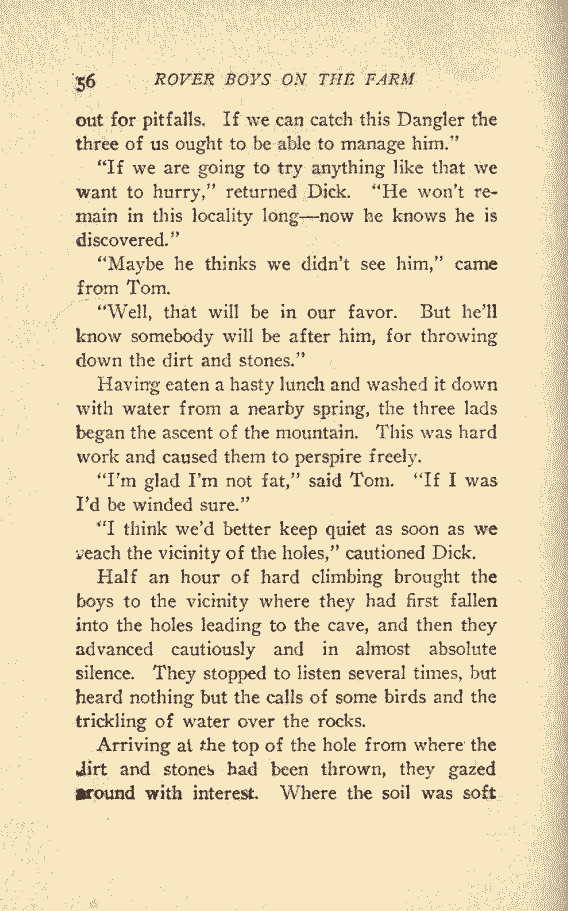 56 ROVER BOYS ON THE FARM
out for pitfalls. If we can catch this Dangler the
three of us ought to be able to manage him."
"If we are going to try anything like that we
want to hurry," returned Dick. "He won't re-
main in this locality long—now he knows he is
discovered."
"Maybe he thinks we didn't see him," came
from Tom.
"Well, that will be in our favor. But he'll
know somebody will be after him, for throwing
down the dirt and stones."
Having eaten a hasty lunch and washed it down
with water from a nearby spring, the three lads
began the ascent of the mountain. This was hard
work and caused them to perspire freely.
"I'm glad I'm not fat," said Tom. "If I was
I'd be winded sure."
"I think we'd better keep quiet as soon as we
reach the vicinity of the holes," cautioned Dick.
Half an hour of hard climbing brought the
boys to the vicinity where they had first fallen
into the holes leading to the cave, and then they
advanced cautiously and in almost absolute
silence. They stopped to listen several times, but
heard nothing but the calls of some birds and the
trickling of water over the rocks.
Arriving at the top of the hole from where the
dirt and stones had been thrown, they gazed
around with interest. Where the soil was soft